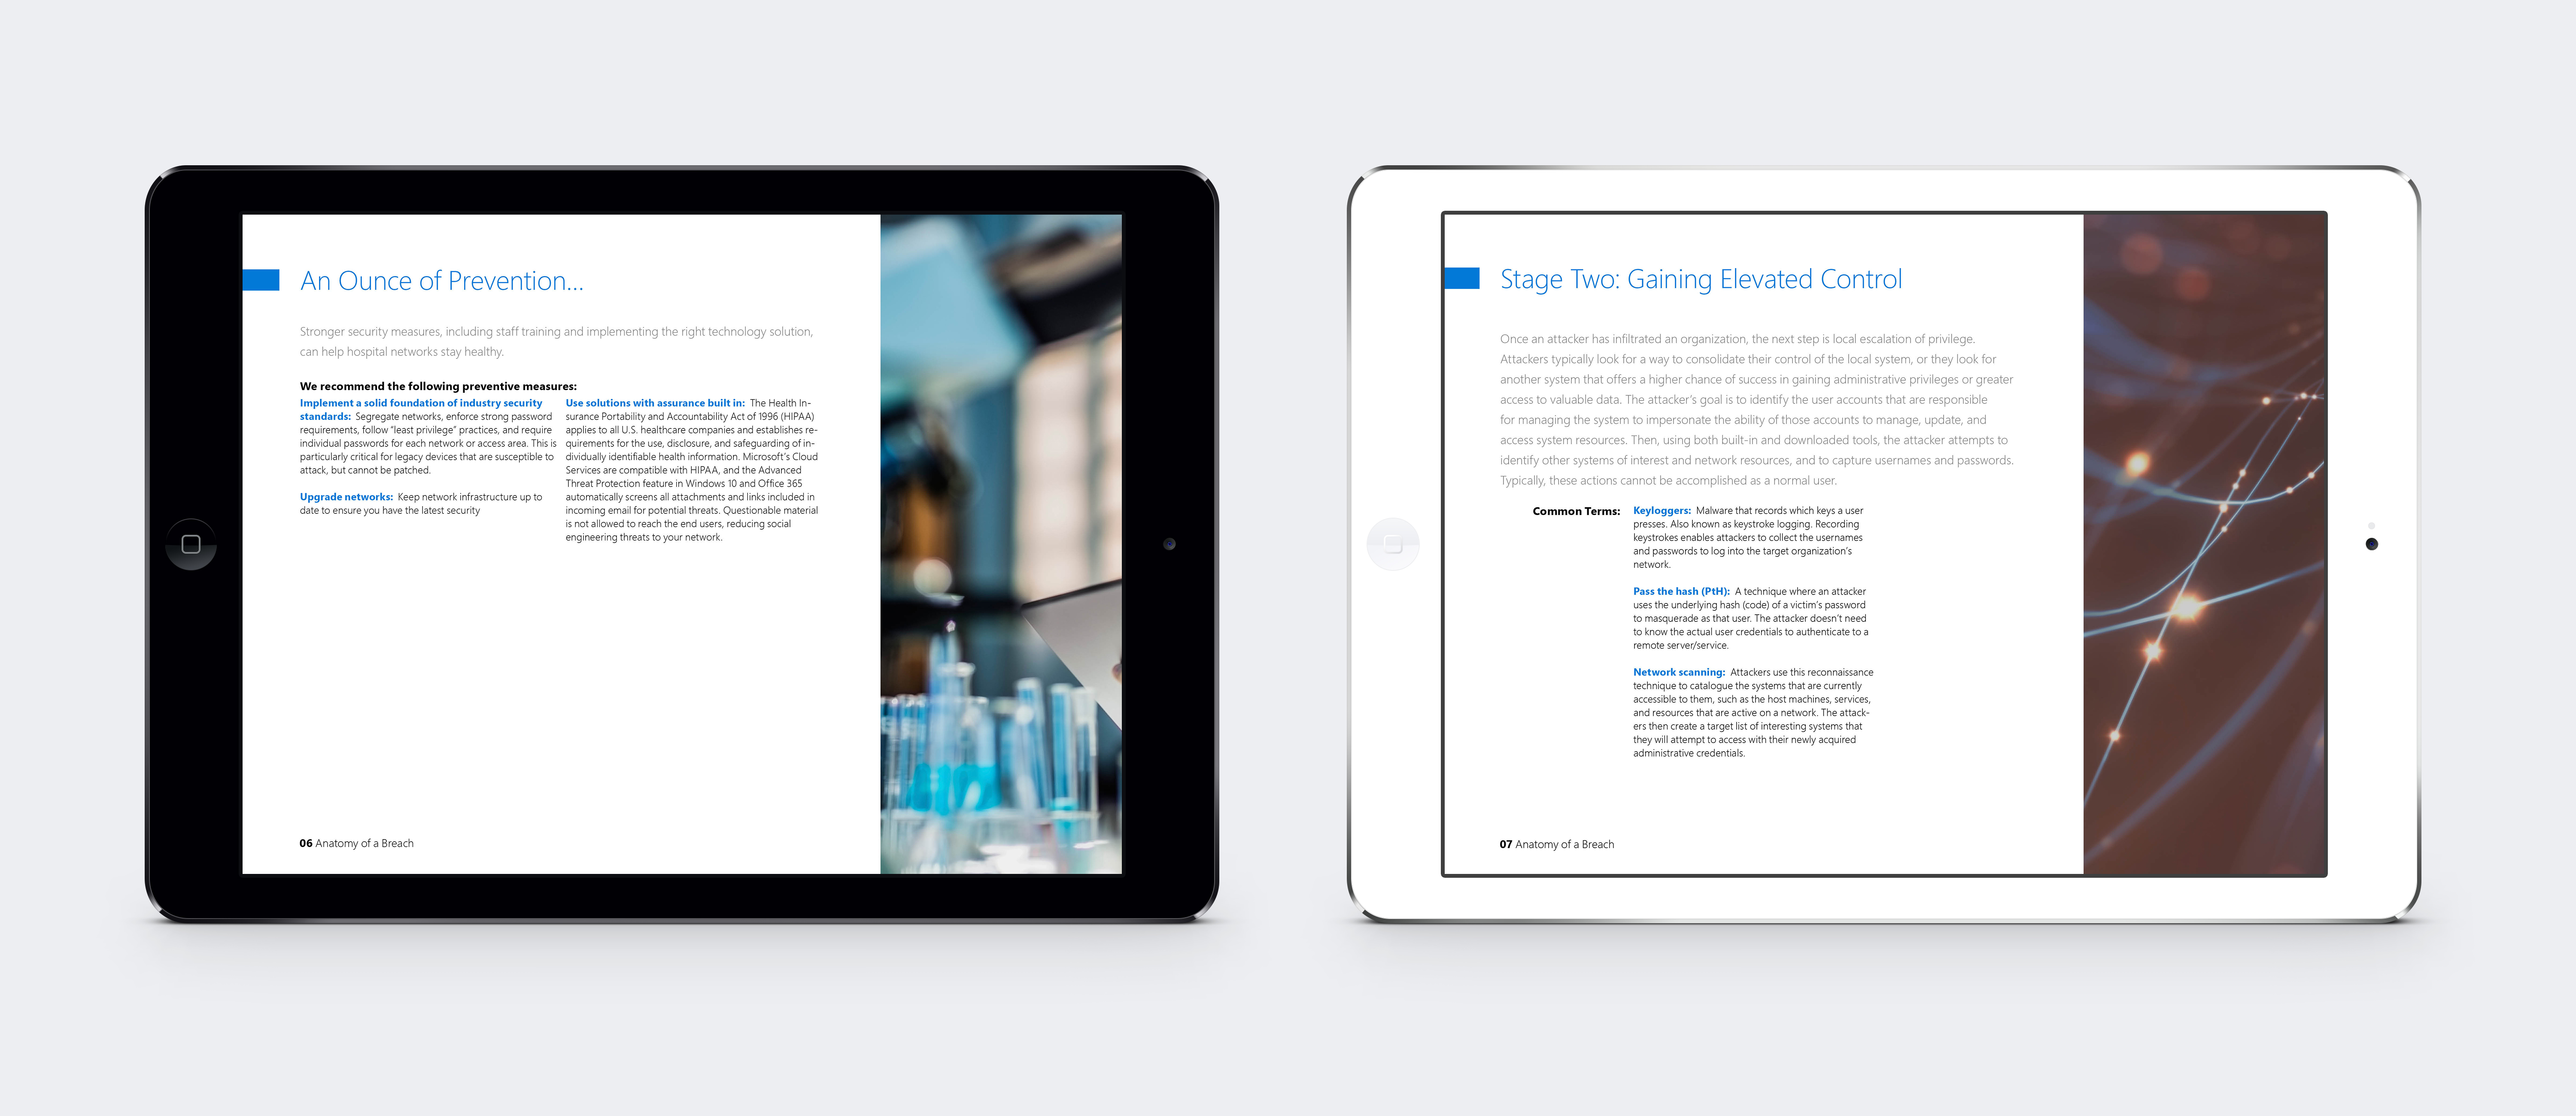 An Ounce of Prevention...
Stronger security measures, including staff training and implementing the right technology solution,
can help hospital networks stay healthy.
We recommend the following preventive measures:
Implement a solid foundation of industry security
standards: Segregate networks, enforce strong password
requirements, follow "least privilege" practices, and require
individual passwords for each network or access area. This is
particularly critical for legacy devices that are susceptible to
attack, but cannot be patched.
Upgrade networks: Keep network infrastructure up to
date to ensure you have the latest security
Use solutions with assurance built in: The Health In-
surance Portability and Accountability Act of 1996 (HIPAA)
applies to all U.S. healthcare companies and establishes re-
quirements for the use, disclosure, and safeguarding of in-
dividually identifiable health information. Microsoft's Cloud
Services are compatible with HIPAA, and the Advanced
Threat Protection feature in Windows 10 and Office 365
automatically screens all attachments and links included in
incoming email for potential threats. Questionable material
is not allowed to reach the end users, reducing social
engineering threats to your network.
06 Anatomy of a Breach
Stage Two: Gaining Elevated Control
Once an attacker has infiltrated an organization, the next step is local escalation of privilege.
Attackers typically look for a way to consolidate their control of the local system, or they look for
another system that offers a higher chance of success in gaining administrative privileges or greater
access to valuable data. The attacker's goal is to identify the user accounts that are responsible
for managing the system to impersonate the ability of those accounts to manage, update, and
access system resources. Then, using both built-in and downloaded tools, the attacker attempts to
identify other systems of interest and network resources, and to capture usernames and passwords.
Typically, these actions cannot be accomplished as a normal user.
Common Terms:
Keyloggers: Malware that records which keys a user
presses. Also known as keystroke logging. Recording
keystrokes enables attackers to collect the usernames
and passwords to log into the target organization's
network.
Pass the hash (PtH): A technique where an attacker
uses the underlying hash (code) of a victim's password
to masquerade as that user. The attacker doesn't need
to know the actual user credentials to authenticate to a
remote server/service.
Network scanning: Attackers use this reconnaissance
technique to catalogue the systems that are currently
accessible to them, such as the host machines, services,
and resources that are active on a network. The attack-
ers then create a target list of interesting systems that
they will attempt to access with their newly acquired
administrative credentials.
07 Anatomy of a Breach